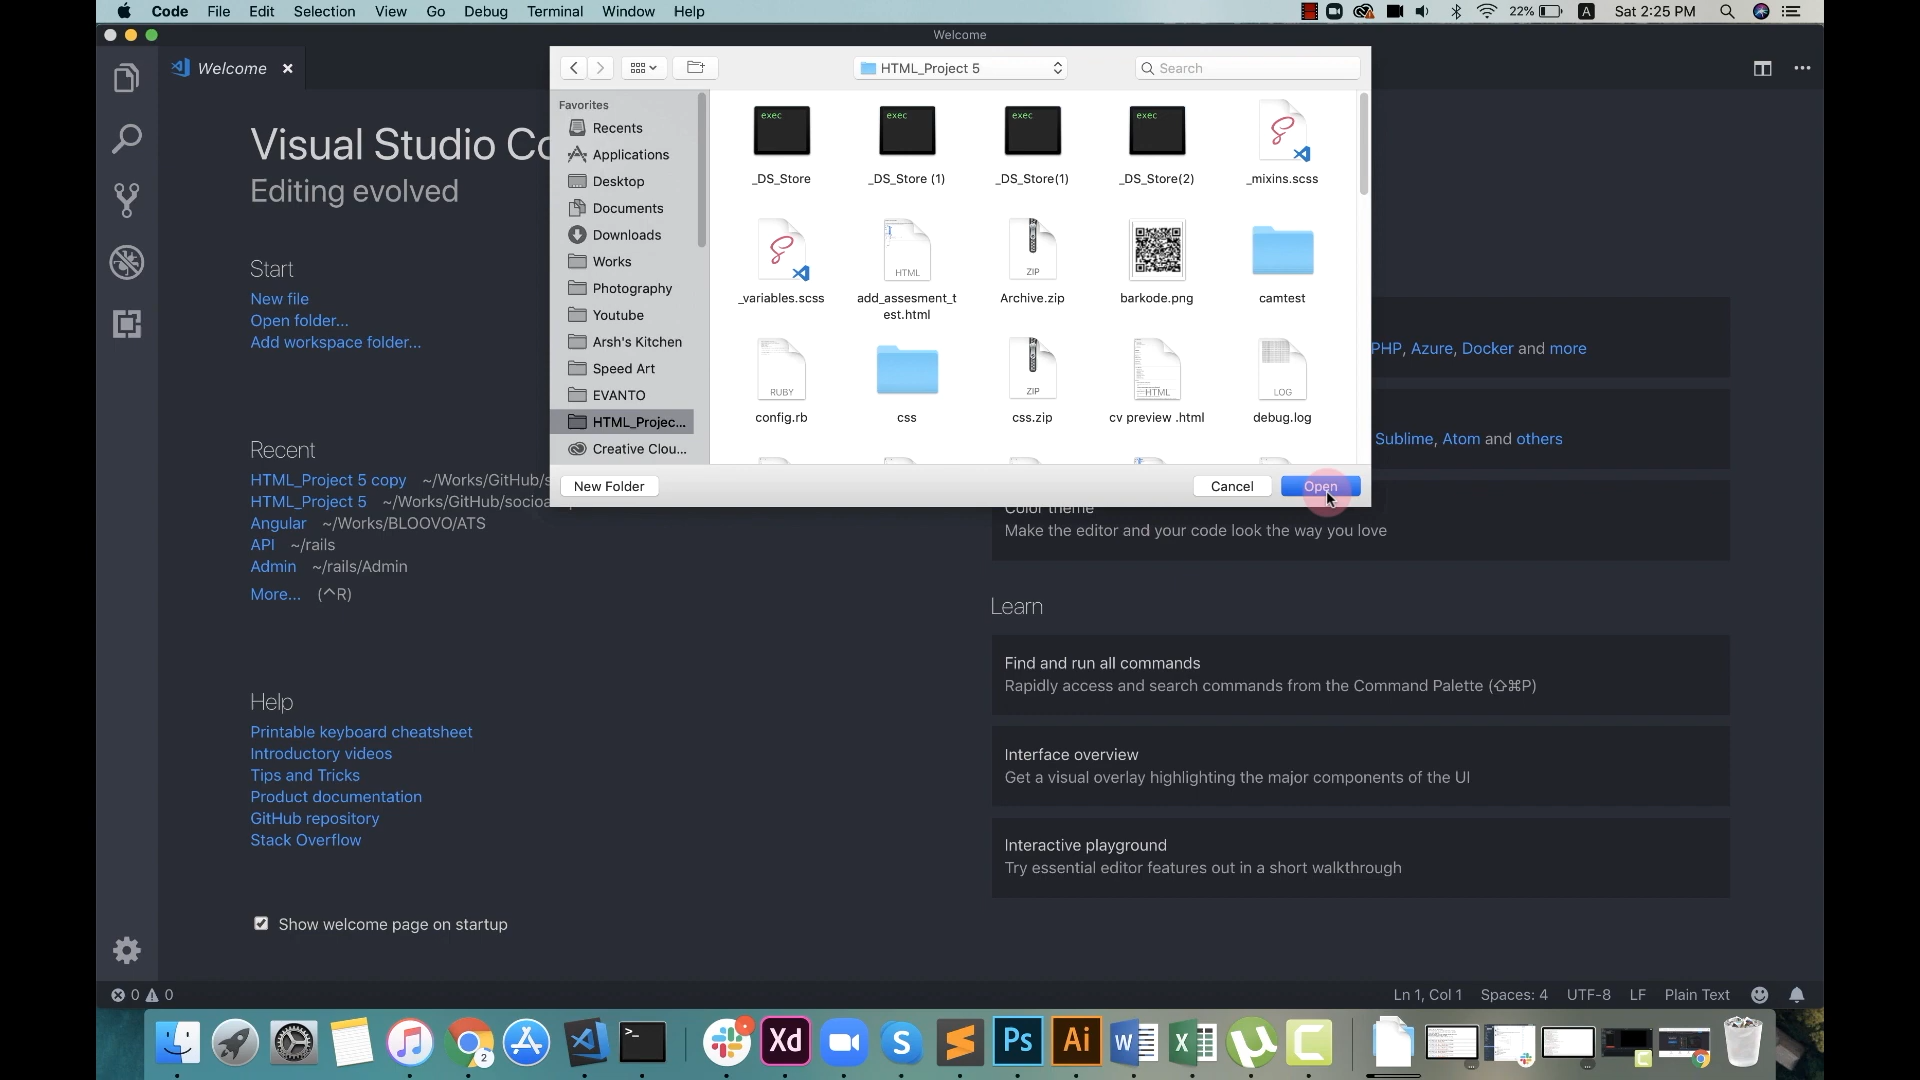 Code File Edit Selection View Go Debug Terminal Window Help
22% A Sat 2:25 PM
Welcome
Welcome
HTML_Project 5
Search
Favorites
Recents
Applications
Desktop
Documents
Downloads
Works
Photography
Youtube
Arsh's Kitchen
Speed Art
EVANTO
HTML_Projec...
Creative Clou...
exec exec exec exec
_DS_Store _DS_Store (1) _DS_Store(1) _DS_Store(2) _mixins.scss
HTML ZIP
_variables.scss add_assesment_t
est.html Archive.zip barkode.png camtest
RUBY ZIP HTML LOG
config.rb css css.zip cv preview .html debug.log
New Folder Cancel Open
Visual Studio Co
Editing evolved
Start
New file
Open folder...
Add workspace folder...
Recent
HTML_Project 5 copy ~/Works/GitHub/s
HTML_Project 5 ~/Works/GitHub/socioa
Angular ~/Works/BLOOVO/ATS
API ~/rails
Admin ~/rails/Admin
More... (^R)
Help
Printable keyboard cheatsheet
Introductory videos
Tips and Tricks
Product documentation
GitHub repository
Stack Overflow
Show welcome page on startup
PHP, Azure, Docker and more
Sublime, Atom and others
Color theme
Make the editor and your code look the way you love
Learn
Find and run all commands
Rapidly access and search commands from the Command Palette (⇧⌘P)
Interface overview
Get a visual overlay highlighting the major components of the UI
Interactive playground
Try essential editor features out in a short walkthrough
0 0
Ln 1, Col 1 Spaces: 4 UTF-8 LF Plain Text
2 >_ Xd S Ps Ai W X µ C